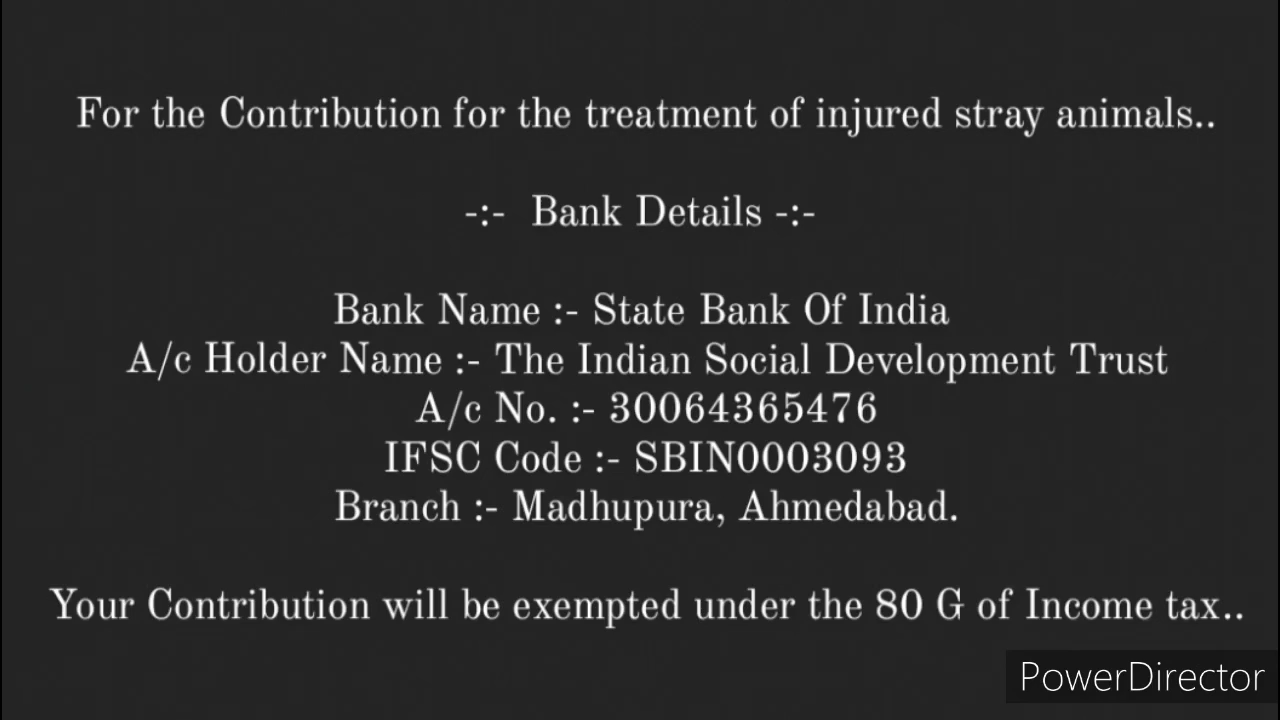 For the Contribution for the treatment of injured stray animals..
-:- Bank Details -:-
Bank Name :- State Bank Of India
A/c Holder Name :- The Indian Social Development Trust
A/c No. :- 30064365476
IFSC Code :- SBIN0003093
Branch :- Madhupura, Ahmedabad.
Your Contribution will be exempted under the 80 G of Income tax..
PowerDirector